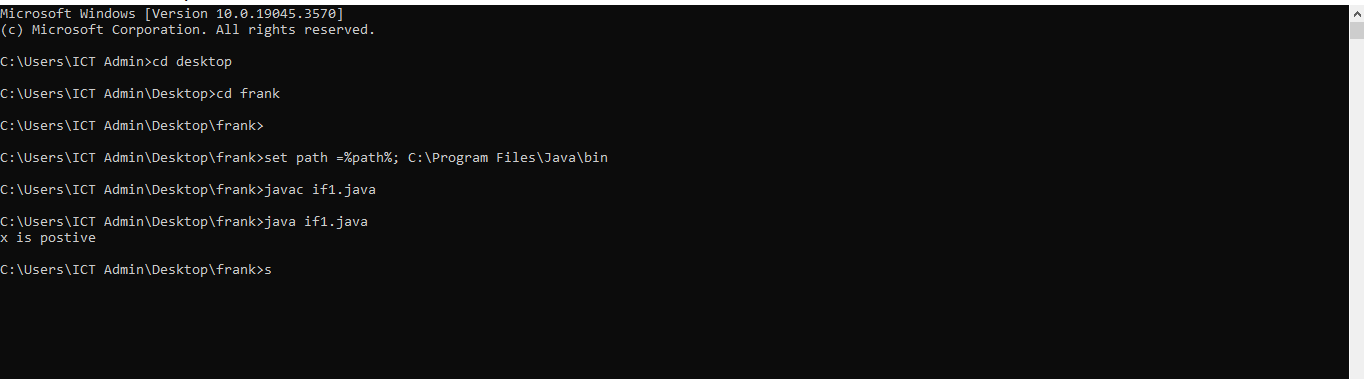 Microsoft Windows [Version 10.0.19045.3570]
(c) Microsoft Corporation. All rights reserved.
C:\Users\ICT Admin>cd desktop
C:\Users\ICT Admin\Desktop>cd frank
C:\Users\ICT Admin\Desktop\frank>
C:\Users\ICT Admin\Desktop\frank>set path =%path%; C:\Program Files\Java\bin
C:\Users\ICT Admin\Desktop\frank>javac if1.java
C:\Users\ICT Admin\Desktop\frank>java if1.java
x is postive
C:\Users\ICT Admin\Desktop\frank>s